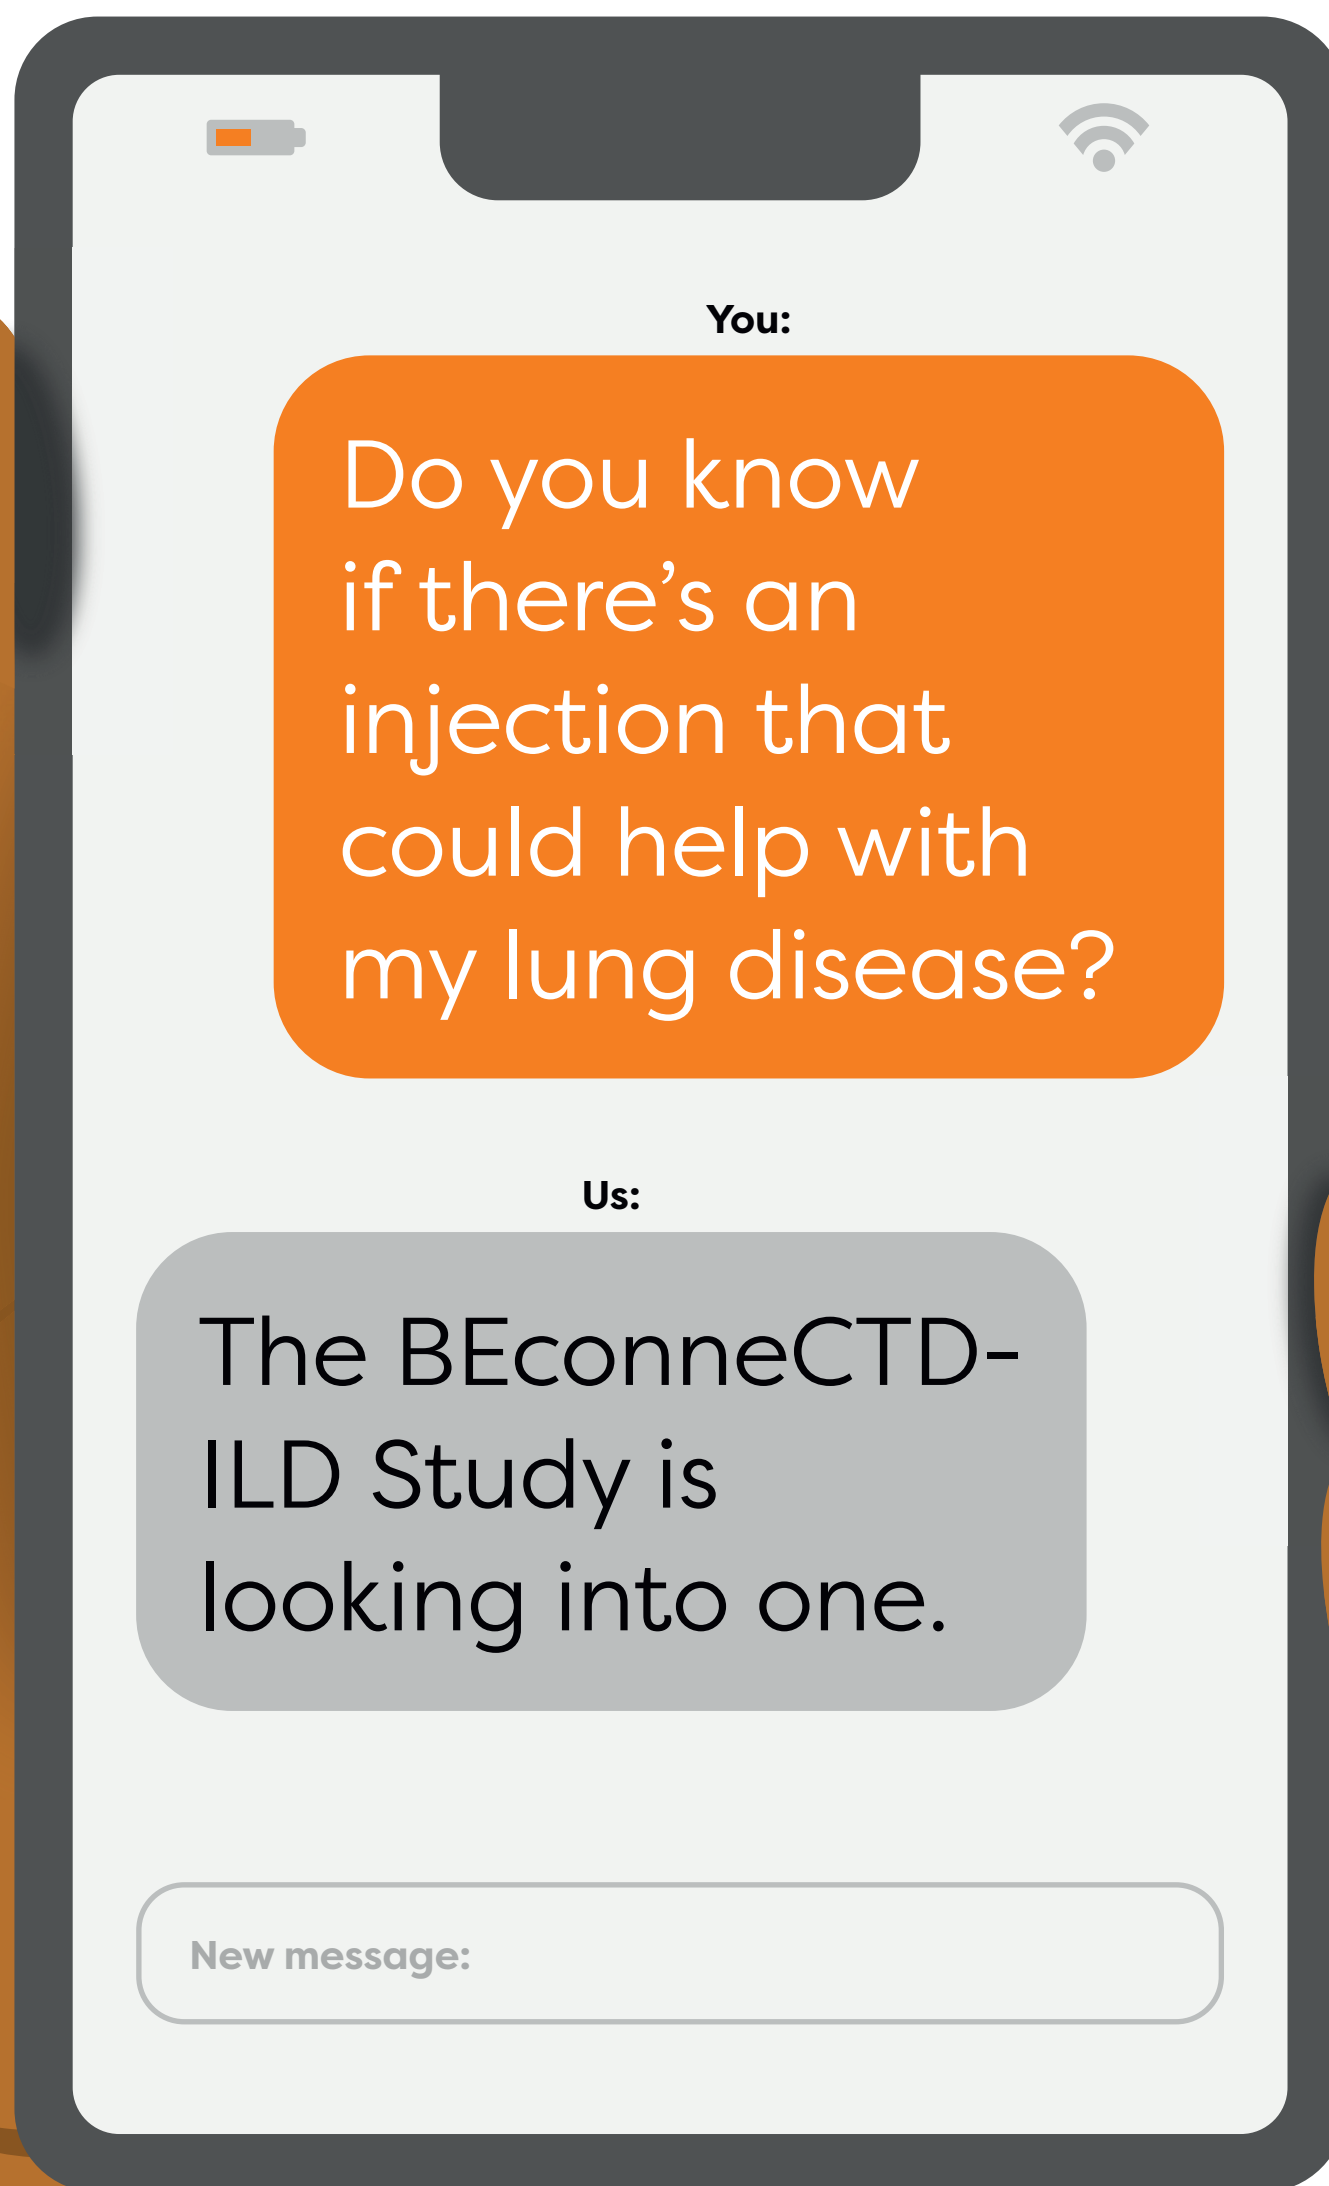 You:
Do you know
if there’s an
injection that
could help with
my lung disease?
Us:
The BEconneCTD-
ILD Study is
looking into one.
New message: